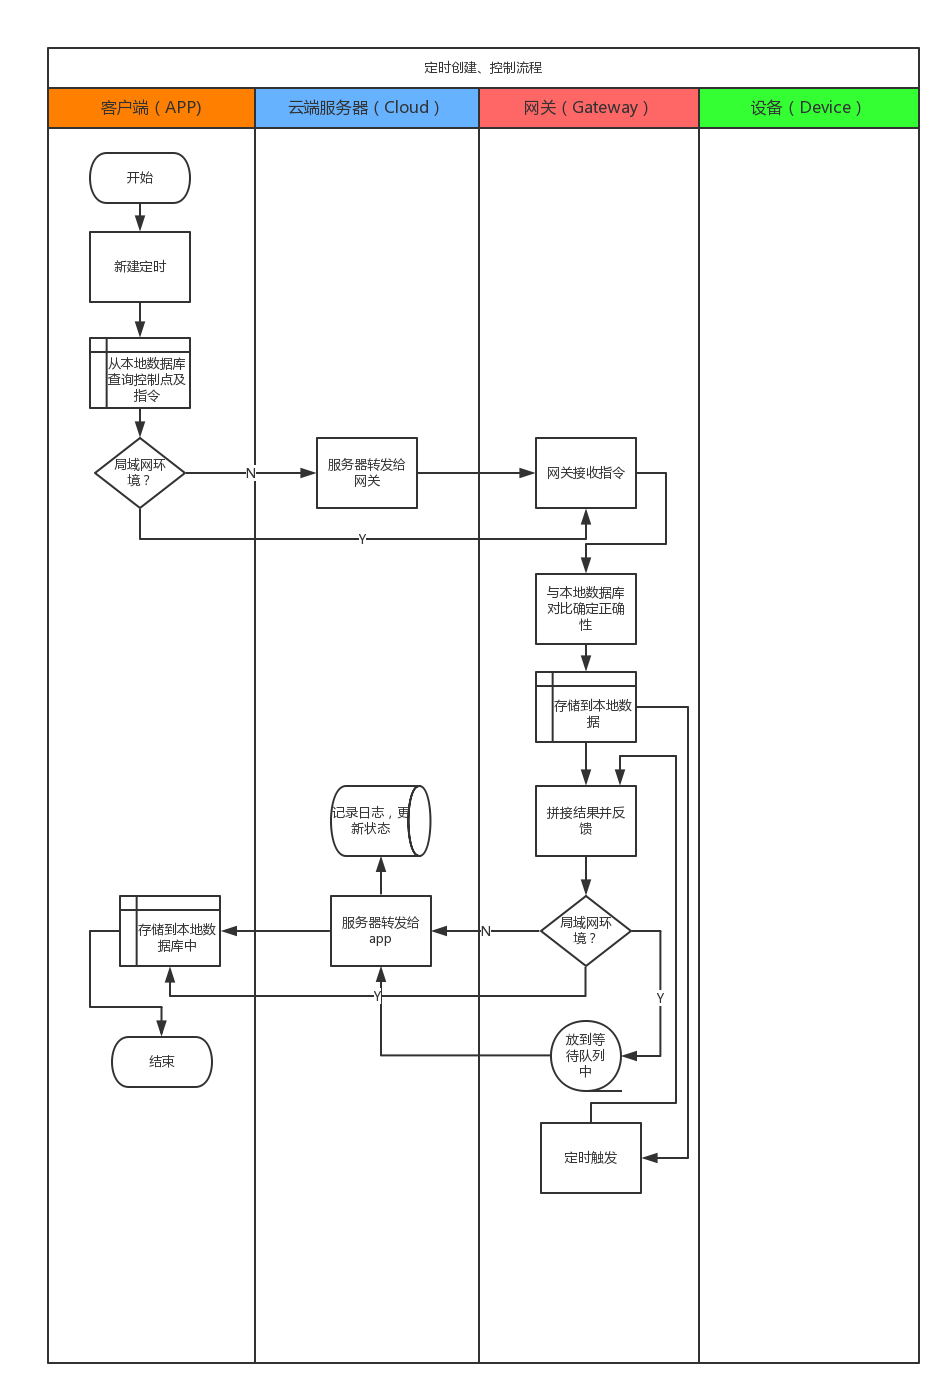 定时创建、控制流程
客户端（APP)
云端服务器（Cloud）
网关（Gateway）
设备（Device）
开始
新建定时
从本地数据库
查询控制点及
指令
局域网环
境？
N
服务器转发给
网关
网关接收指令
Y
与本地数据库
对比确定正确
性
存储到本地数
据
拼接结果并反
馈
记录日志，更
新状态
存储到本地数
据库中
服务器转发给
app
N
局域网环
境？
Y
Y
放到等
待队列
中
结束
定时触发